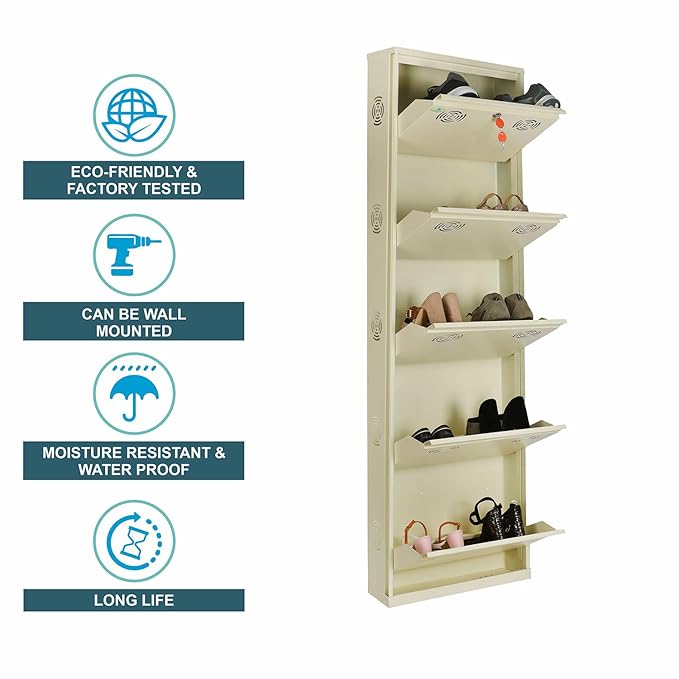 ECO-FRIENDLY &
FACTORY TESTED
CAN BE WALL
MOUNTED
MOISTURE RESISTANT &
WATER PROOF
LONG LIFE